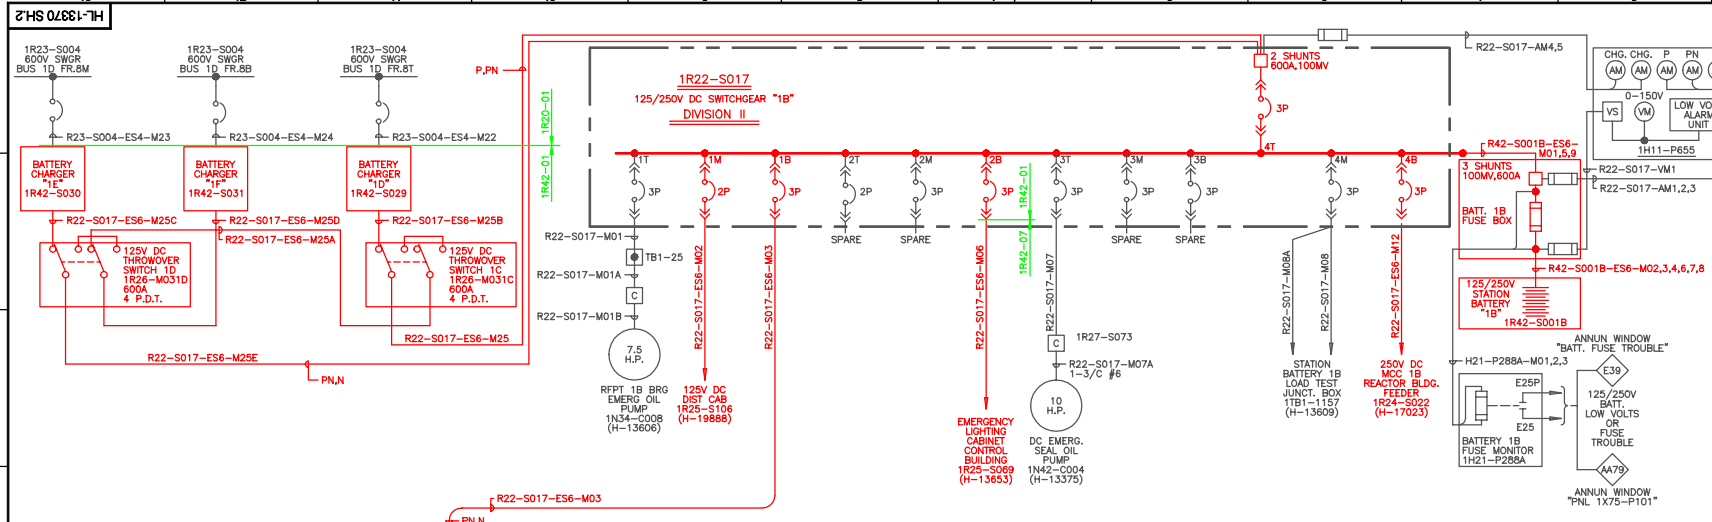 HL-13370 SH.2
1R23-S004
600V SWGR
BUS 1D FR.8M
1R23-S004
600V SWGR
BUS 1D FR.8B
1R23-S004
600V SWGR
BUS 1D FR.8T
R23-S004-ES4-M23
R23-S004-ES4-M24
R23-S004-ES4-M22
BATTERY
CHARGER
"1E"
1R42-S030
BATTERY
CHARGER
"1F"
1R42-S031
BATTERY
CHARGER
"1D"
1R42-S029
R22-S017-ES6-M25C
R22-S017-ES6-M25D
R22-S017-ES6-M25A
R22-S017-ES6-M25B
125V DC
THROWOVER
SWITCH 1D
1R26-M031D
600A
4 P.D.T.
125V DC
THROWOVER
SWITCH 1C
1R26-M031C
600A
4 P.D.T.
R22-S017-ES6-M25
R22-S017-ES6-M25E
PN,N
P,PN
1R20-01
1R42-01
1R22-S017
125/250V DC SWITCHGEAR "1B"
DIVISION II
2 SHUNTS
600A,100MV
3P
4T
1T
1M
1B
2T
2M
2B
3T
3M
3B
4M
4B
3P
2P
3P
2P
3P
3P
3P
3P
3P
3P
3P
1R42-01
1R42-07
SPARE
SPARE
SPARE
SPARE
R22-S017-M01
TB1-25
R22-S017-M01A
C
R22-S017-M01B
7.5
H.P.
RFPT 1B BRG
EMERG OIL
PUMP
1N34-C008
(H-13606)
R22-S017-ES6-M02
125V DC
DIST CAB
1R25-S106
(H-19888)
R22-S017-ES6-M03
R22-S017-ES6-M03
PN,N
R22-S017-ES6-M06
EMERGENCY
LIGHTING
CABINET
CONTROL
BUILDING
1R25-S069
(H-13653)
R22-S017-M07
C
1R27-S073
R22-S017-M07A
1-3/C #6
10
H.P.
DC EMERG.
SEAL OIL
PUMP
1N42-C004
(H-13375)
R22-S017-M08A
R22-S017-M08
STATION
BATTERY 1B
LOAD TEST
JUNCT. BOX
1TB1-1157
(H-13609)
R22-S017-ES6-M12
250V DC
MCC 1B
REACTOR BLDG.
FEEDER
1R24-S022
(H-17023)
R22-S017-AM4,5
CHG. CHG. P PN
AM AM AM AM
0-150V
VS
VM
LOW VO
ALARM
UNIT
1H11-P655
R42-S001B-ES6-
M01,5,9
R22-S017-VM1
R22-S017-AM1,2,3
3 SHUNTS
100MV,600A
BATT. 1B
FUSE BOX
R42-S001B-ES6-M02,3,4,6,7,8
125/250V
STATION
BATTERY
"1B"
1R42-S001B
H21-P288A-M01,2,3
E25P
E25
BATTERY 1B
FUSE MONITOR
1H21-P288A
ANNUN WINDOW
"BATT. FUSE TROUBLE"
E39
125/250V
BATT.
LOW VOLTS
OR
FUSE
TROUBLE
AA79
ANNUN WINDOW
"PNL 1X75-P101"